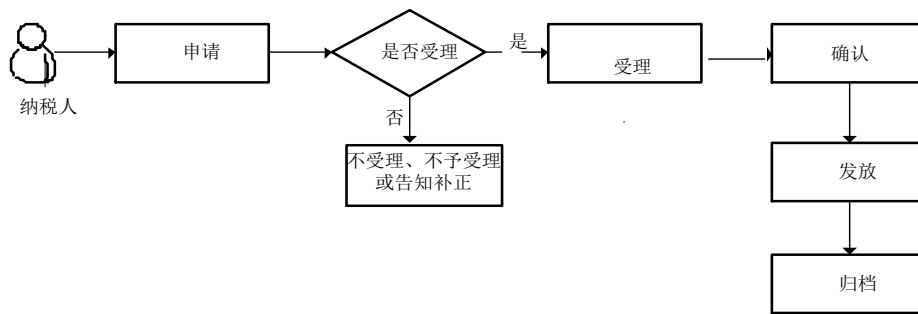 纳税人
申请
是否受理
是
受理
确认
否
不受理、不予受理
或告知补正
发放
归档